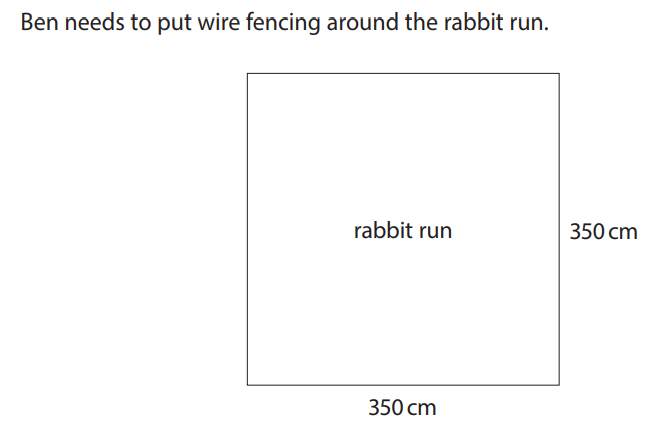 Ben needs to put wire fencing around the rabbit run.
rabbit run
350 cm
350 cm